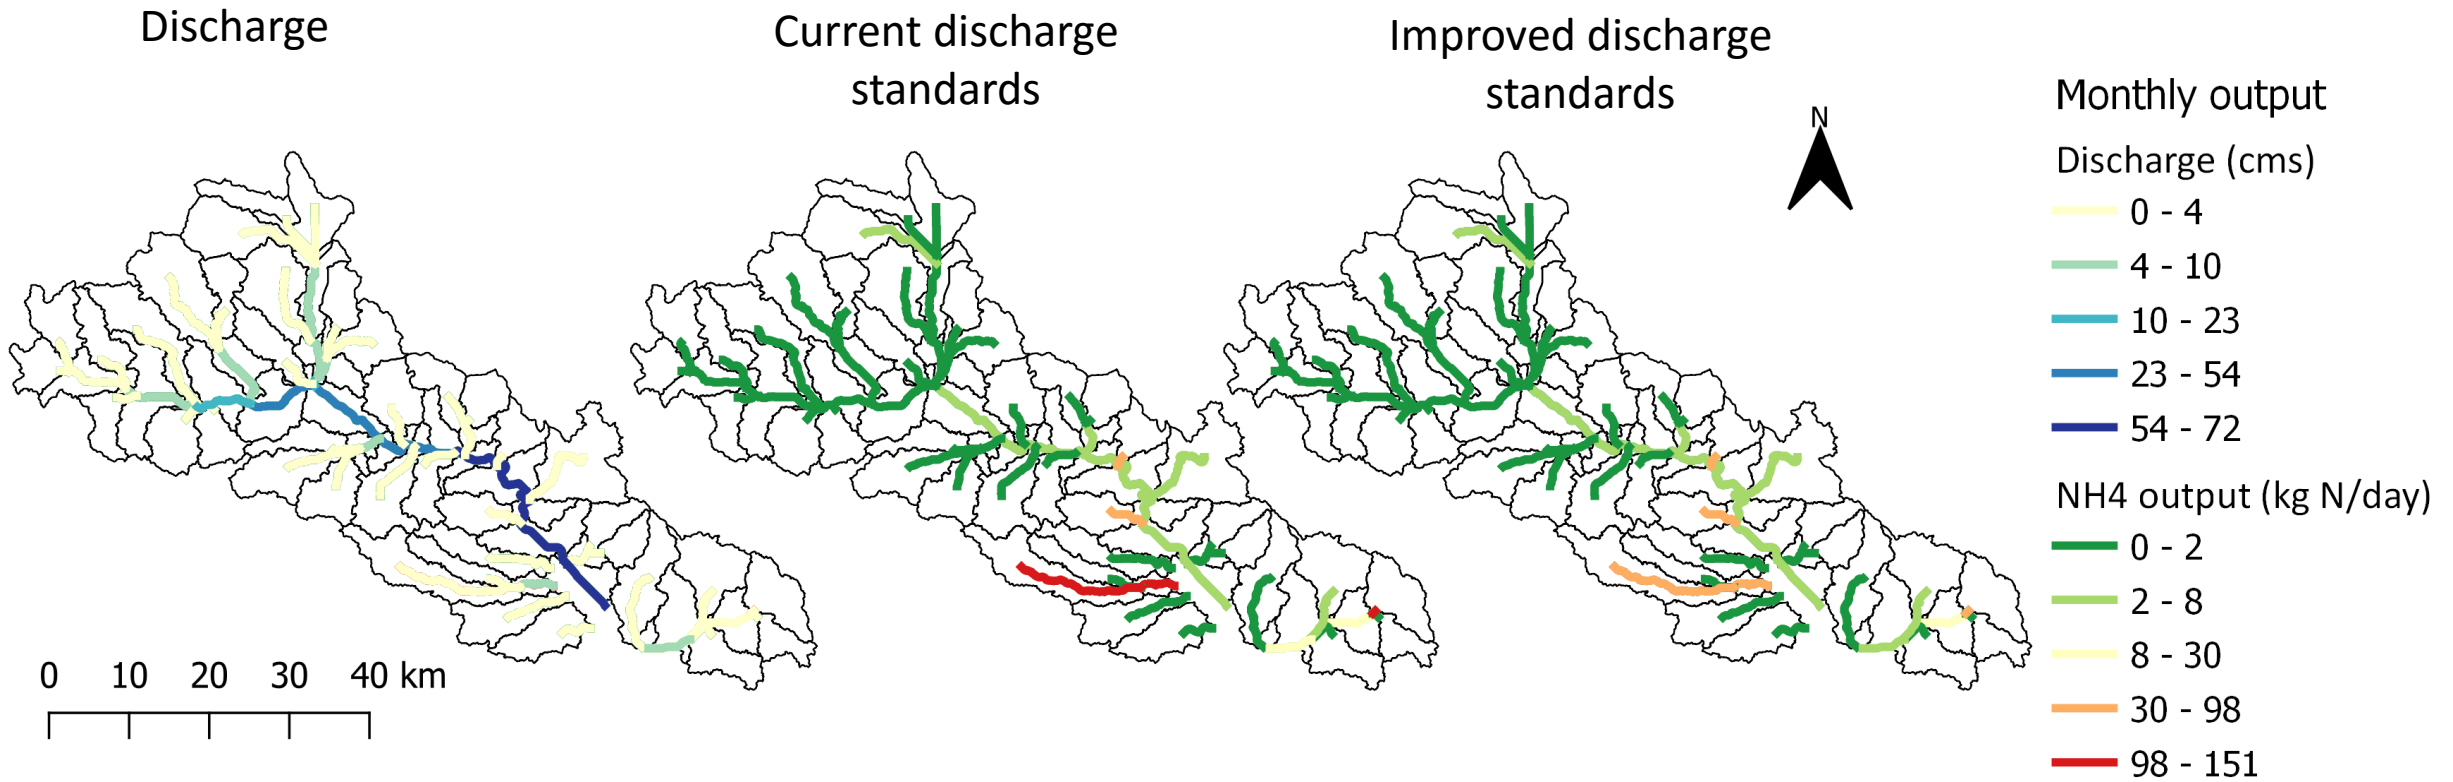 Discharge
Current discharge
standards
Improved discharge
standards
N
Monthly output
Discharge (cms)
0 - 4
4 - 10
10 - 23
23 - 54
54 - 72
NH4 output (kg N/day)
0 - 2
2 - 8
8 - 30
30 - 98
98 - 151
0 10 20 30 40 km